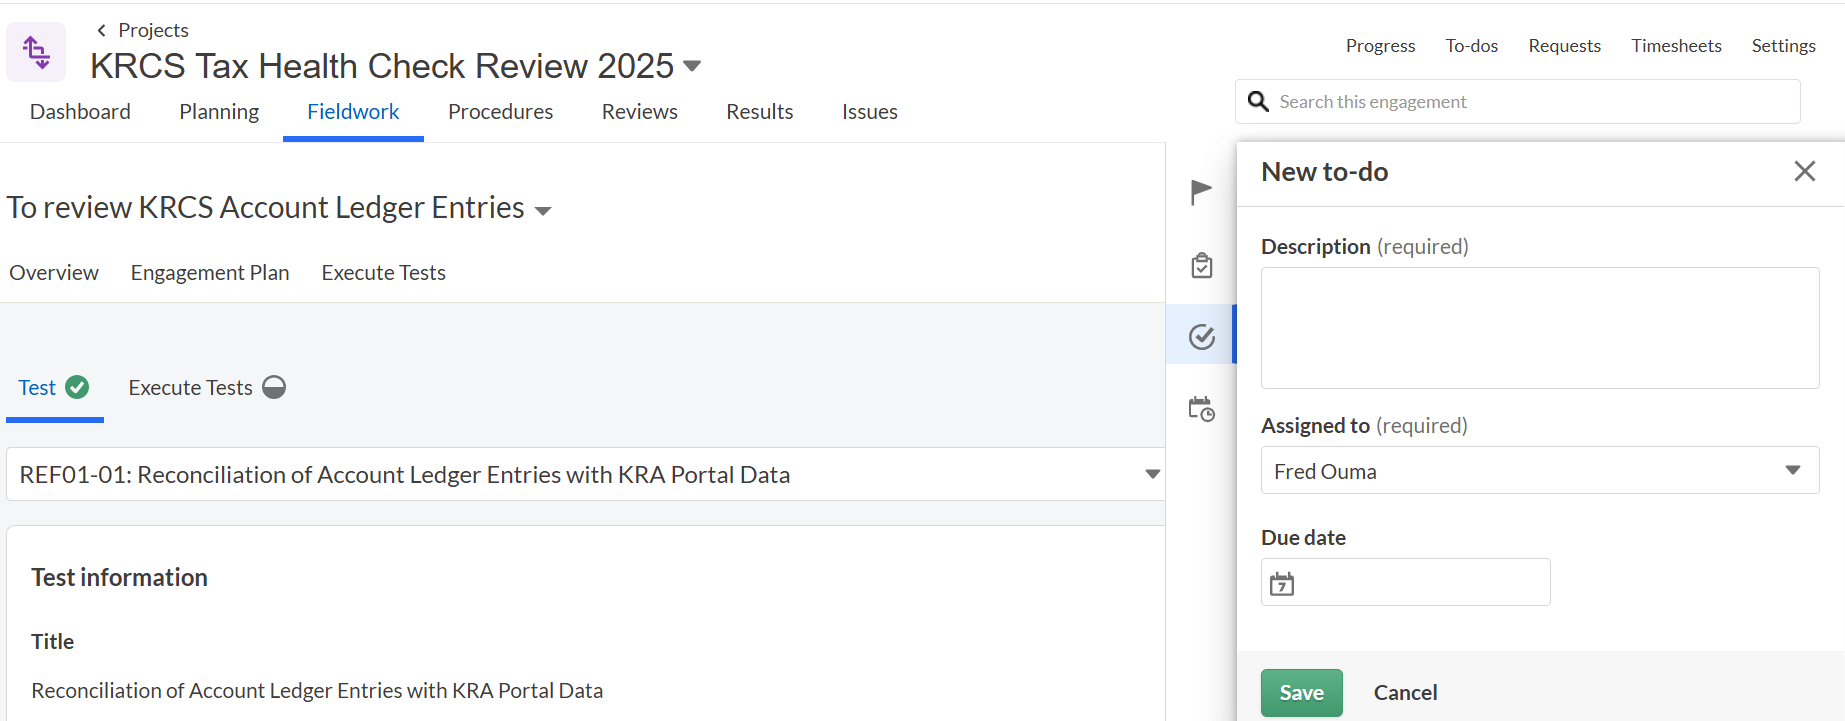 Projects
KRCS Tax Health Check Review 2025
Progress To-dos Requests Timesheets Settings
Search this engagement
Dashboard Planning Fieldwork Procedures Reviews Results Issues
To review KRCS Account Ledger Entries
Overview Engagement Plan Execute Tests
Test Execute Tests
REF01-01: Reconciliation of Account Ledger Entries with KRA Portal Data
Test information
Title
Reconciliation of Account Ledger Entries with KRA Portal Data
New to-do
Description (required)
Assigned to (required)
Fred Ouma
Due date
7
Save Cancel